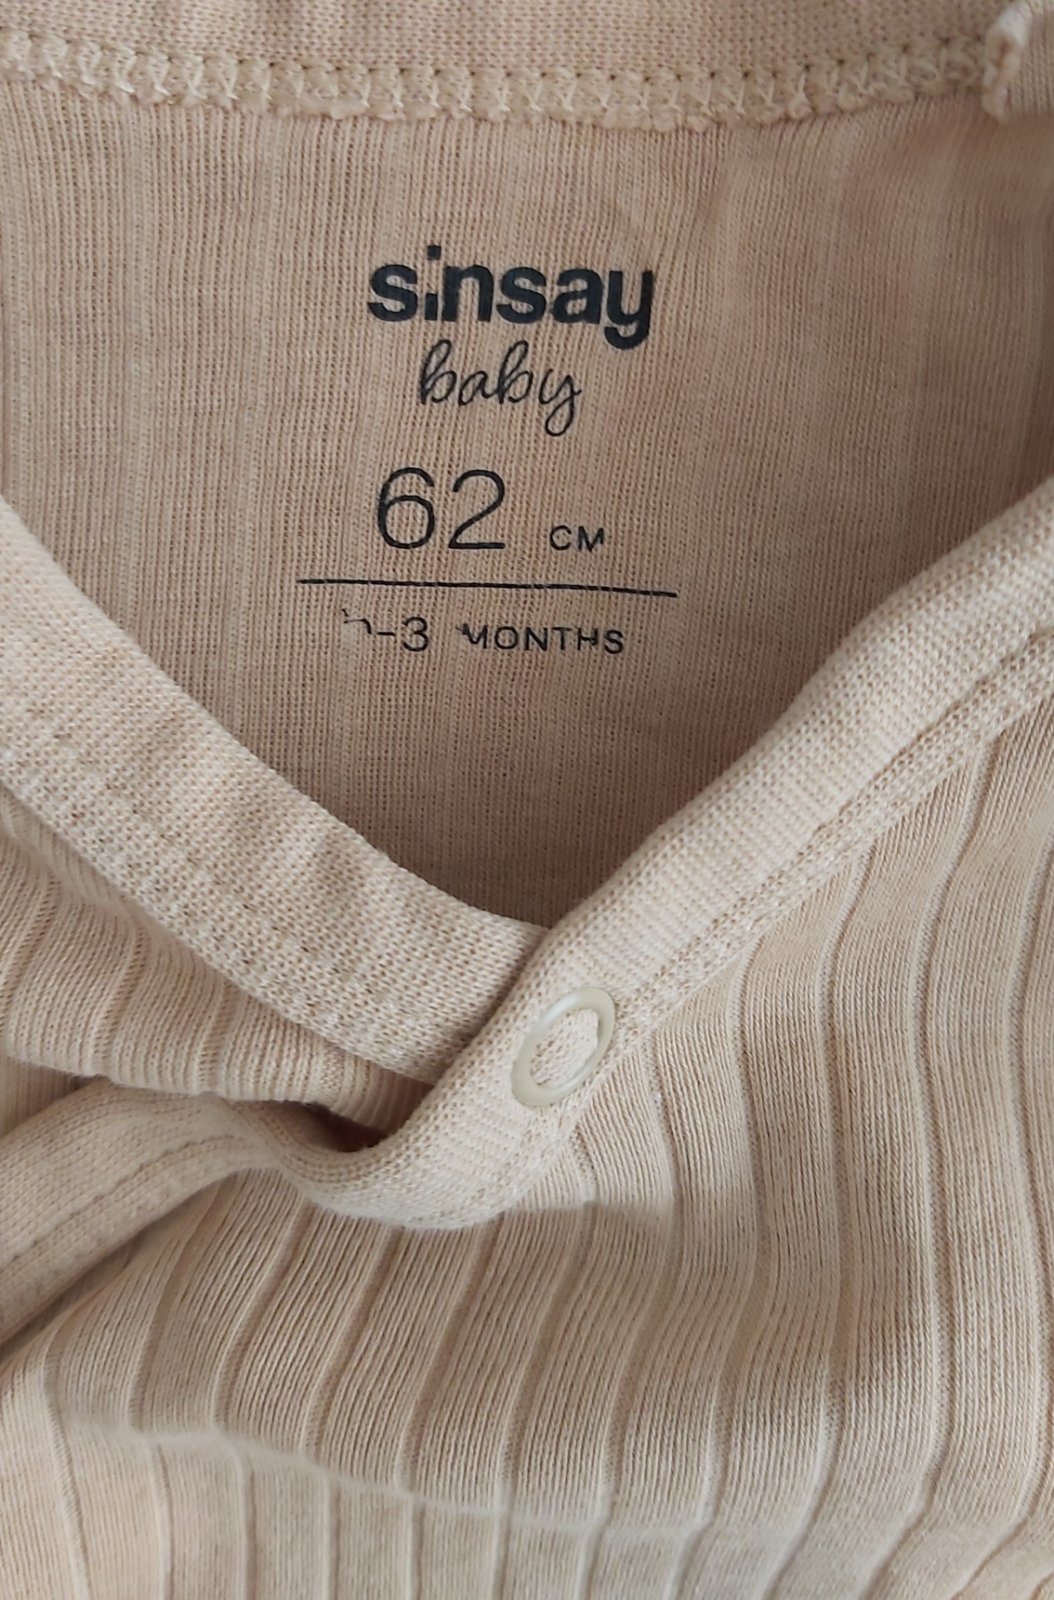 sinsay
baby
62 CM
-3 MONTHS